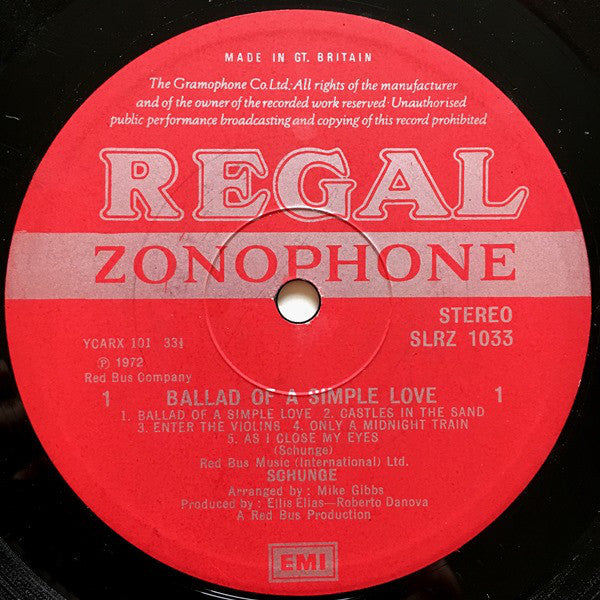 MADE IN GT. BRITAIN
The Gramophone Co. Ltd. All rights of the manufacturer
and of the owner of the recorded work reserved Unauthorised
public performance broadcasting and copying of this record prohibited
REGAL
ZONOPHONE
STEREO
SLRZ 1033
YCARX 101 33⅓
Ⓟ 1972
Red Bus Company
1 BALLAD OF A SIMPLE LOVE 1
1. BALLAD OF A SIMPLE LOVE 2. CASTLES IN THE SAND
3. ENTER THE VIOLINS 4. ONLY A MIDNIGHT TRAIN
5. AS I CLOSE MY EYES
(Schunge)
Red Bus Music (International) Ltd.
SCHUNGE
Arranged by : Mike Gibbs
Produced by : Ellis Elias—Roberto Danova
A Red Bus Production
EMI